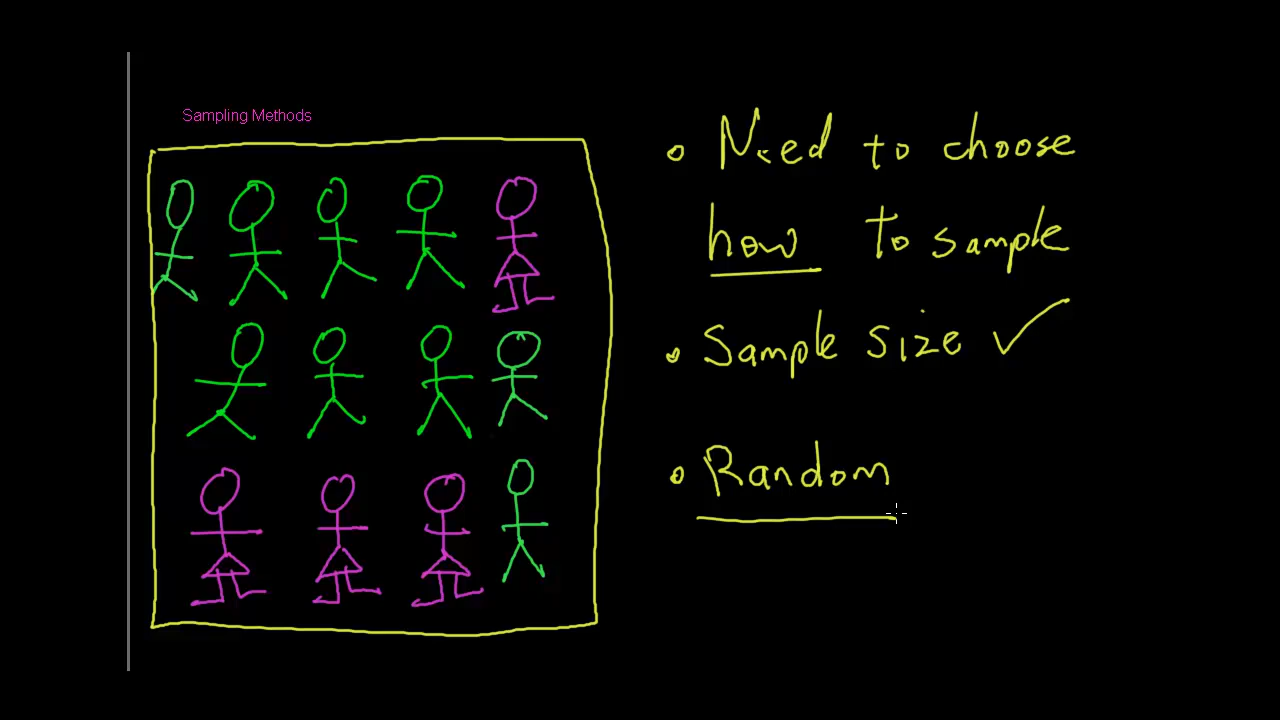 Sampling Methods
• Need to choose
how to sample
• Sample size ✓
• Random